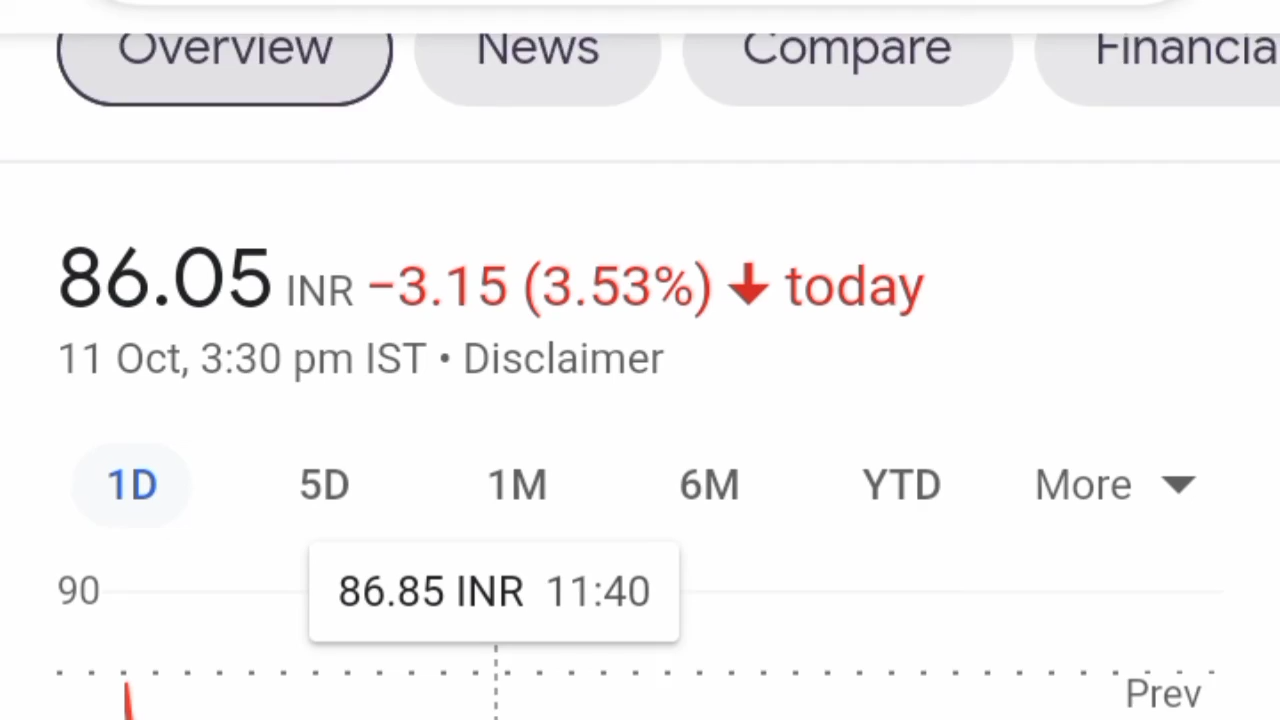 Overview News Compare Financia
86.05 INR −3.15 (3.53%) ↓ today
11 Oct, 3:30 pm IST • Disclaimer
1D 5D 1M 6M YTD More
86.85 INR 11:40
90
Prev